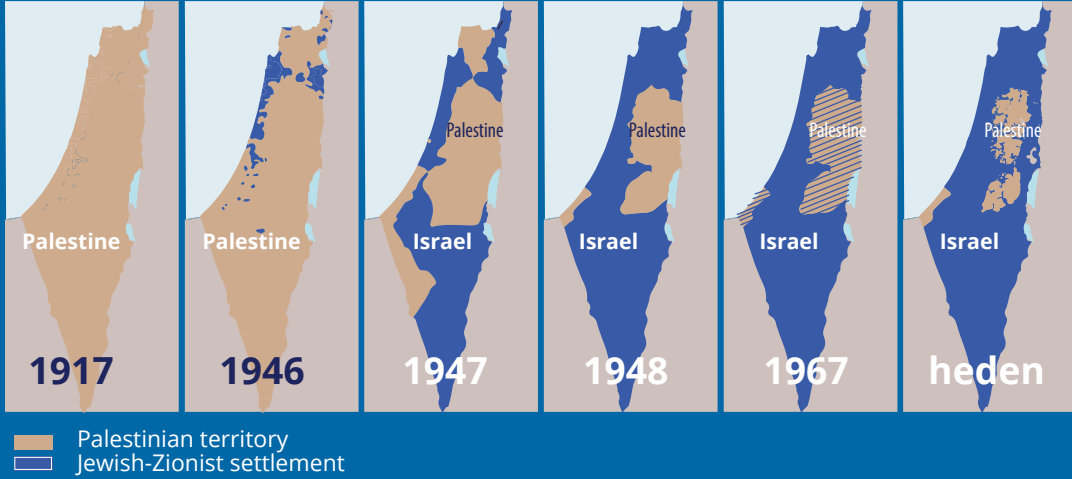 Palestine
1917
Palestine
1946
Palestine
Israel
1947
Palestine
Israel
1948
Palestine
Israel
1967
Palestine
Israel
heden
Palestinian territory
Jewish-Zionist settlement